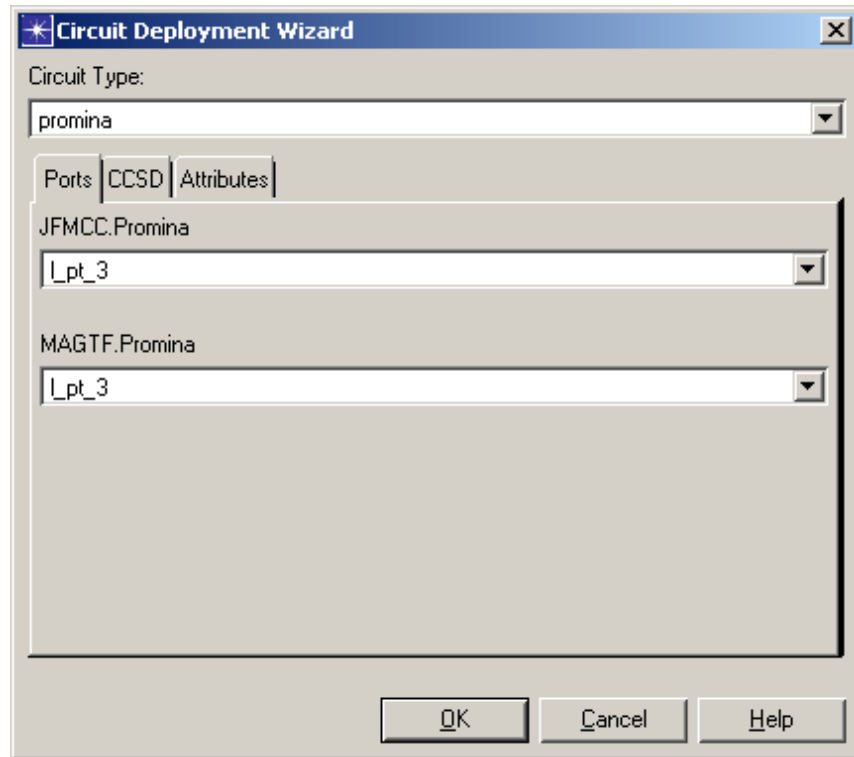 Circuit Deployment Wizard
Circuit Type:
promina
Ports CCSD Attributes
JFMCC.Promina
l_pt_3
MAGTF.Promina
l_pt_3
OK Cancel Help